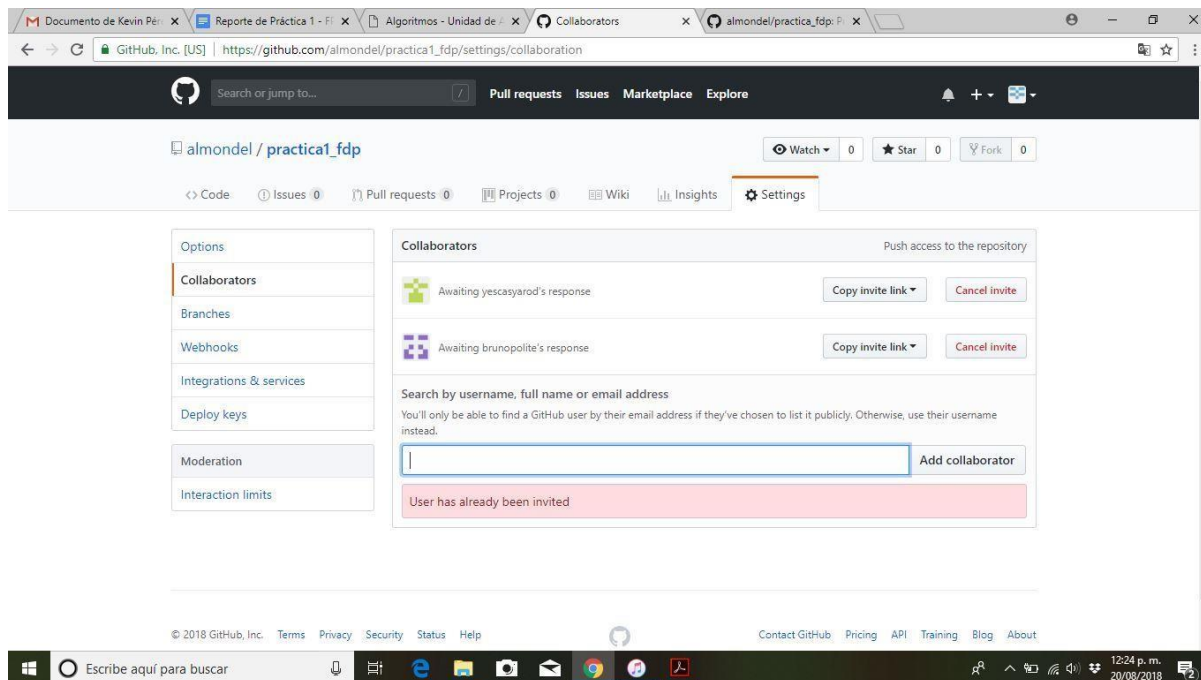 Documento de Kevin Pér
Reporte de Práctica 1 - F
Algoritmos - Unidad de A
Collaborators
almondel/practica_fdp: P
GitHub, Inc. [US] | https://github.com/almondel/practica1_fdp/settings/collaboration
Search or jump to... /
Pull requests Issues Marketplace Explore
almondel / practica1_fdp
Watch 0 Star 0 Fork 0
Code Issues 0 Pull requests 0 Projects 0 Wiki Insights Settings
Options
Collaborators
Branches
Webhooks
Integrations & services
Deploy keys
Moderation
Interaction limits
Collaborators Push access to the repository
Awaiting yescasyarod's response Copy invite link Cancel invite
Awaiting brunopolite's response Copy invite link Cancel invite
Search by username, full name or email address
You'll only be able to find a GitHub user by their email address if they've chosen to list it publicly. Otherwise, use their username
instead.
Add collaborator
User has already been invited
© 2018 GitHub, Inc. Terms Privacy Security Status Help
Contact GitHub Pricing API Training Blog About
Escribe aquí para buscar
12:24 p. m.
20/08/2018